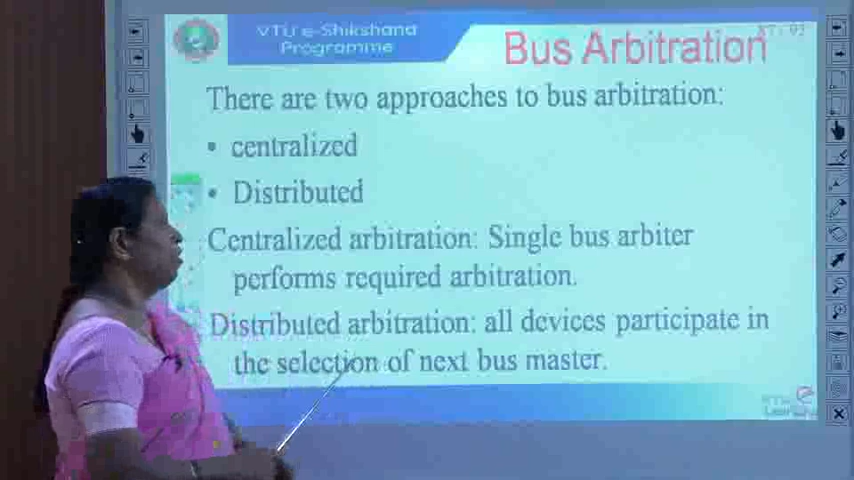 VTU e-Shikshana
Programme
Bus Arbitration
There are two approaches to bus arbitration:
• centralized
• Distributed
Centralized arbitration: Single bus arbiter
performs required arbitration.
Distributed arbitration: all devices participate in
the selection of next bus master.